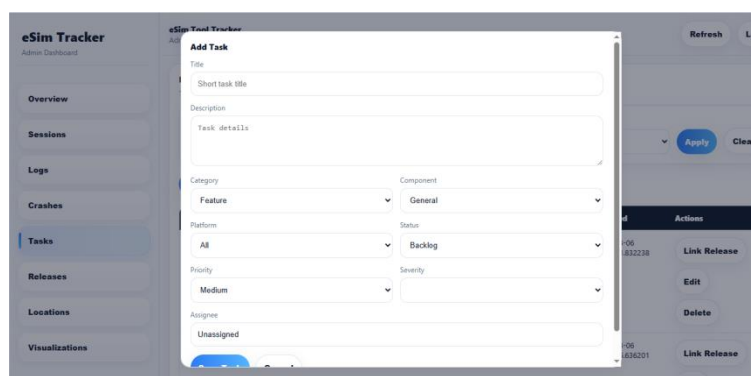 eSim Tracker
Admin Dashboard
Overview
Sessions
Logs
Crashes
Tasks
Releases
Locations
Visualizations
eSim Tool Tracker
Refresh
Add Task
Title
Short task title
Description
Task details
Category
Component
Feature
General
Platform
Status
All
Backlog
Priority
Severity
Medium
Assignee
Unassigned
Apply
Actions
Link Release
Edit
Delete
Link Release